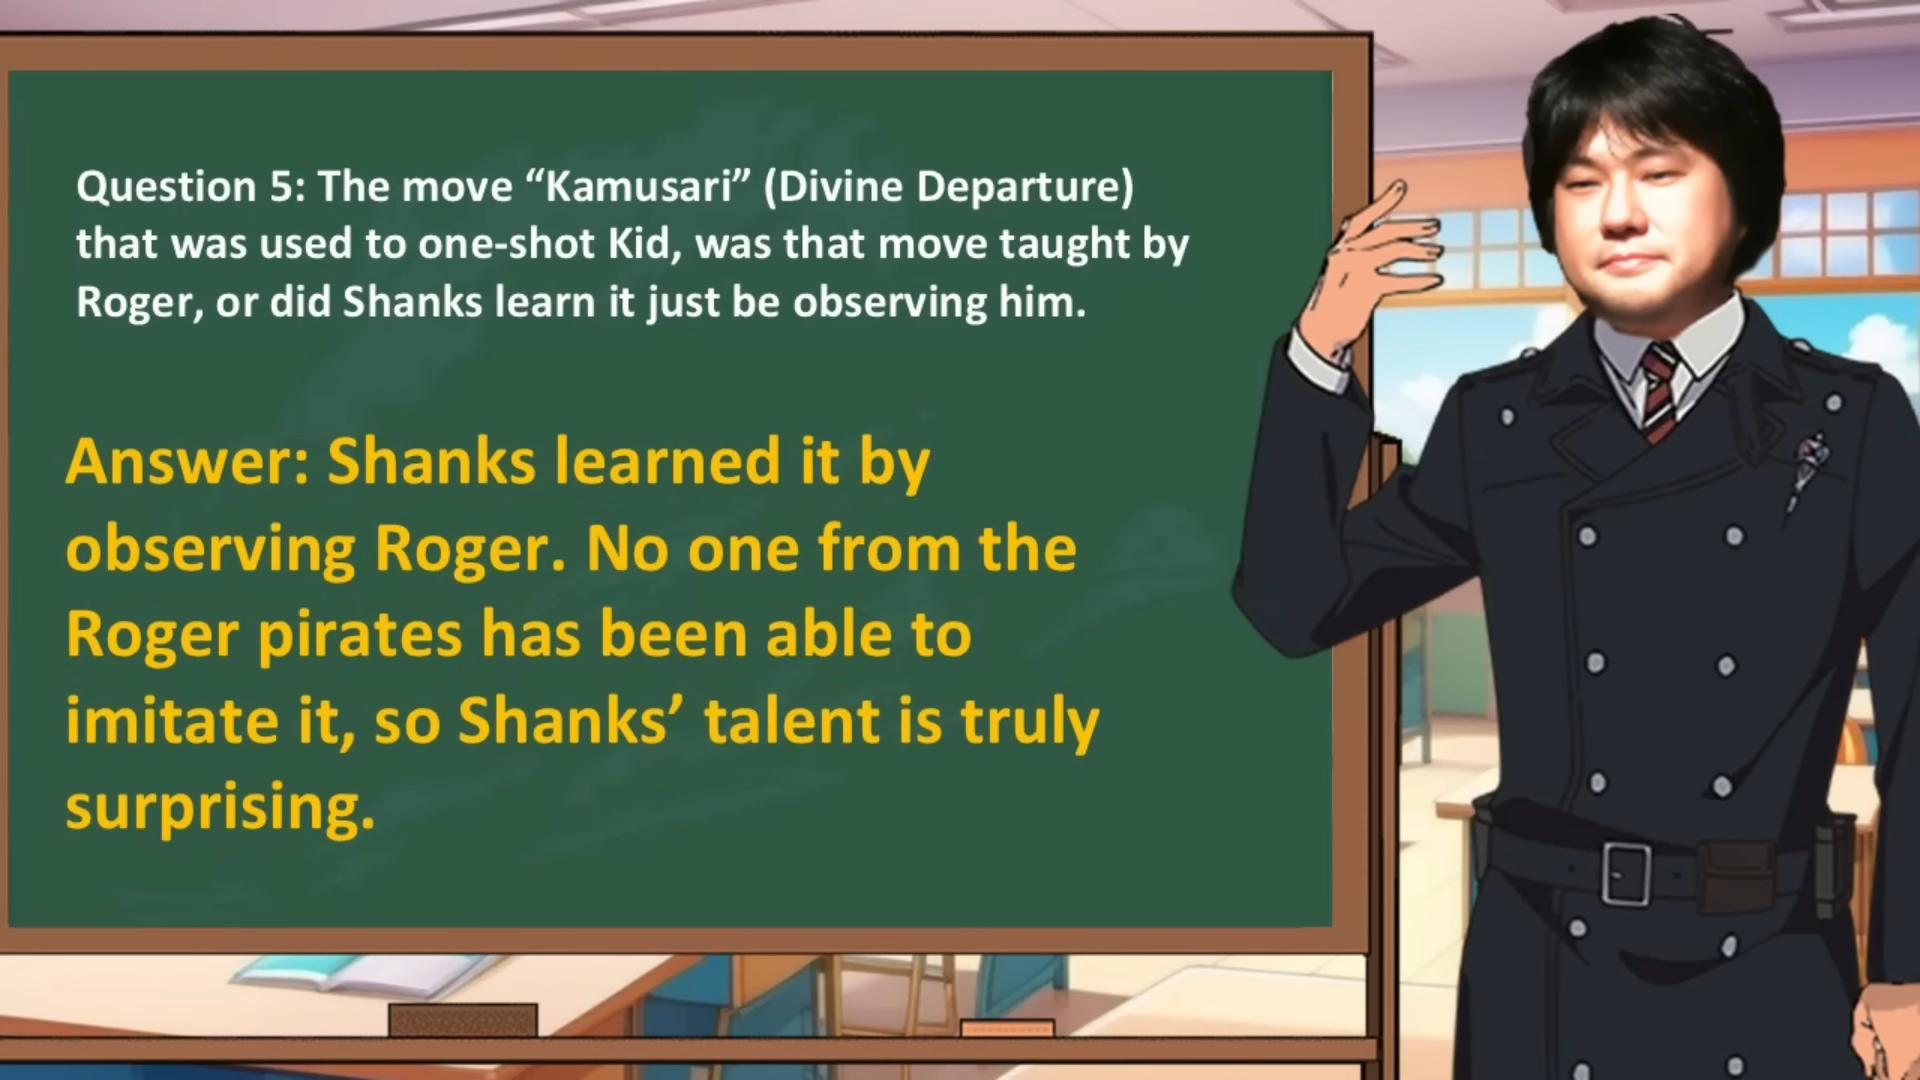 Question 5: The move “Kamusari” (Divine Departure)
that was used to one-shot Kid, was that move taught by
Roger, or did Shanks learn it just be observing him.
Answer: Shanks learned it by
observing Roger. No one from the
Roger pirates has been able to
imitate it, so Shanks’ talent is truly
surprising.